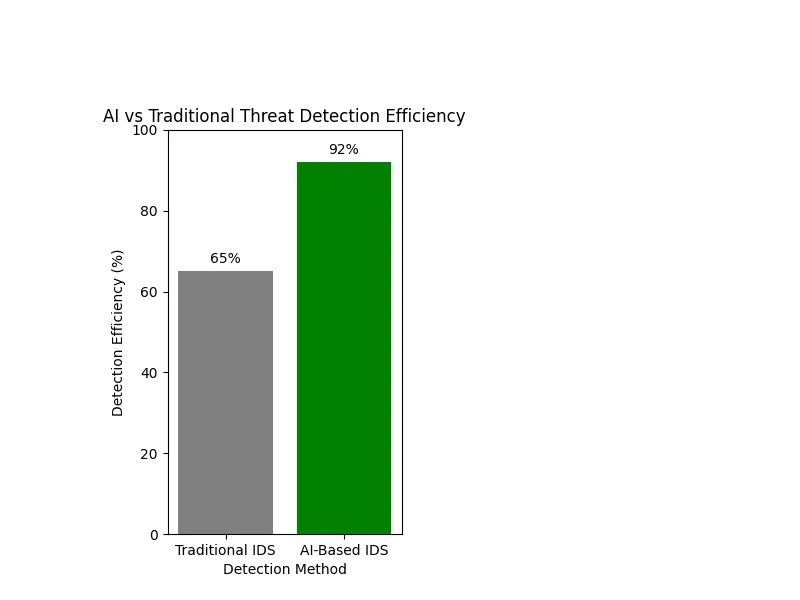 AI vs Traditional Threat Detection Efficiency
100
92%
80
65%
60
Detection Efficiency (%)
40
20
0
Traditional IDS AI-Based IDS
Detection Method